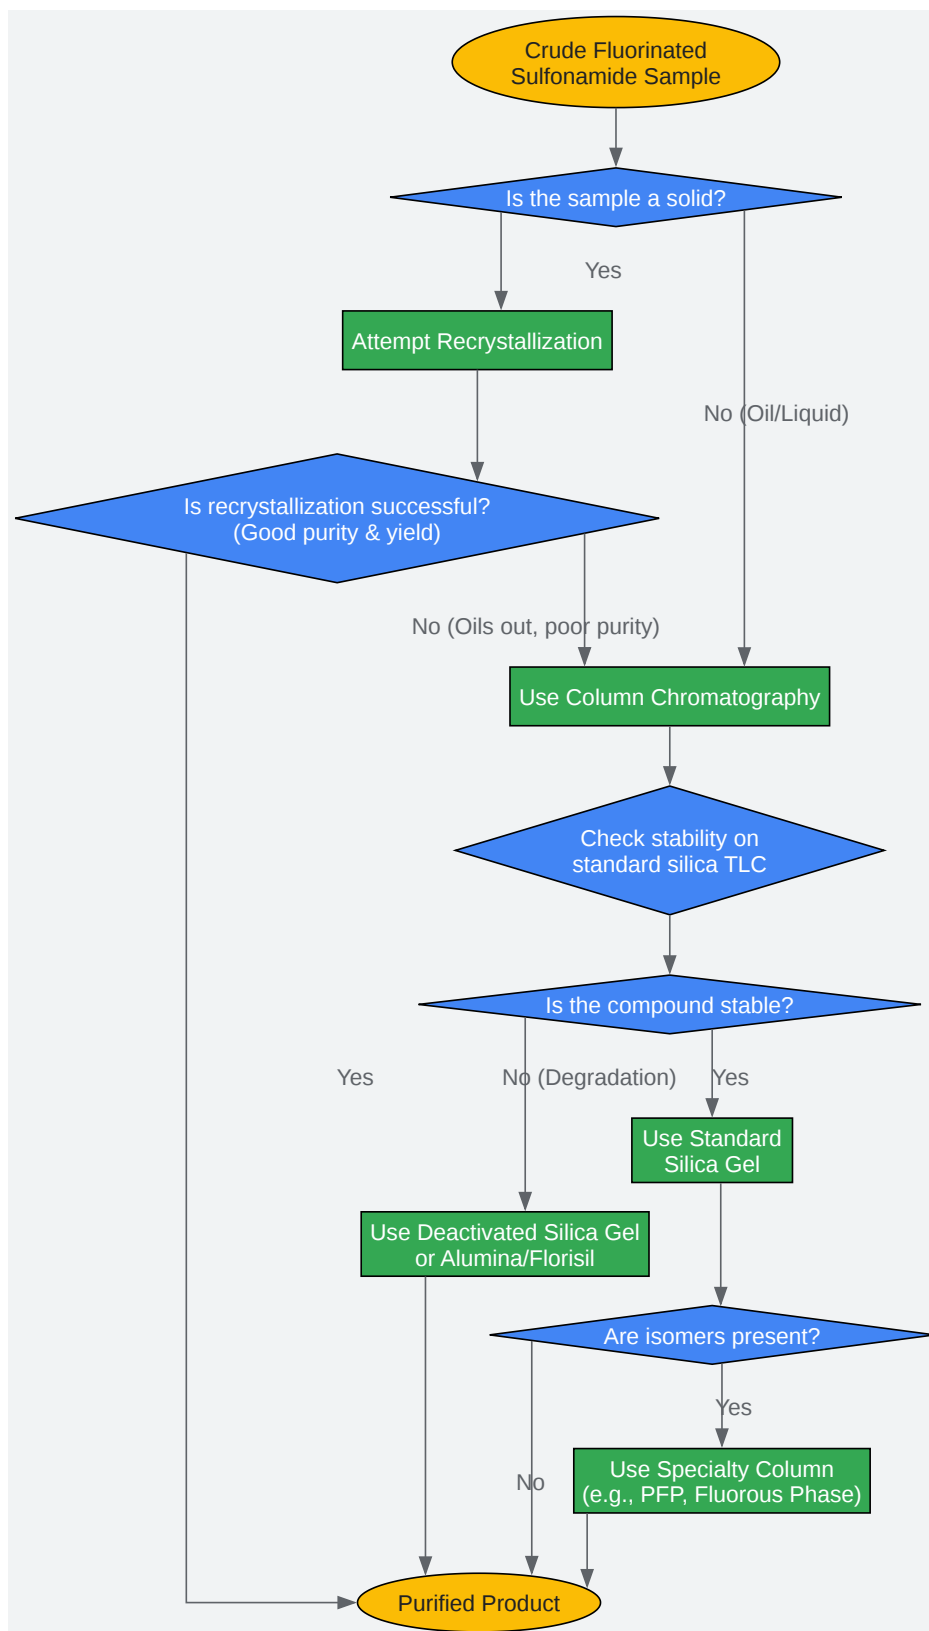 Crude Fluorinated
Sulfonamide Sample
Is the sample a solid?
Yes
Attempt Recrystallization
No (Oil/Liquid)
Is recrystallization successful?
(Good purity & yield)
No (Oils out, poor purity)
Use Column Chromatography
Check stability on
standard silica TLC
Is the compound stable?
Yes
No (Degradation)
Yes
Use Standard
Silica Gel
Use Deactivated Silica Gel
or Alumina/Florisil
Are isomers present?
Yes
Use Specialty Column
(e.g., PFP, Fluorous Phase)
No
Purified Product